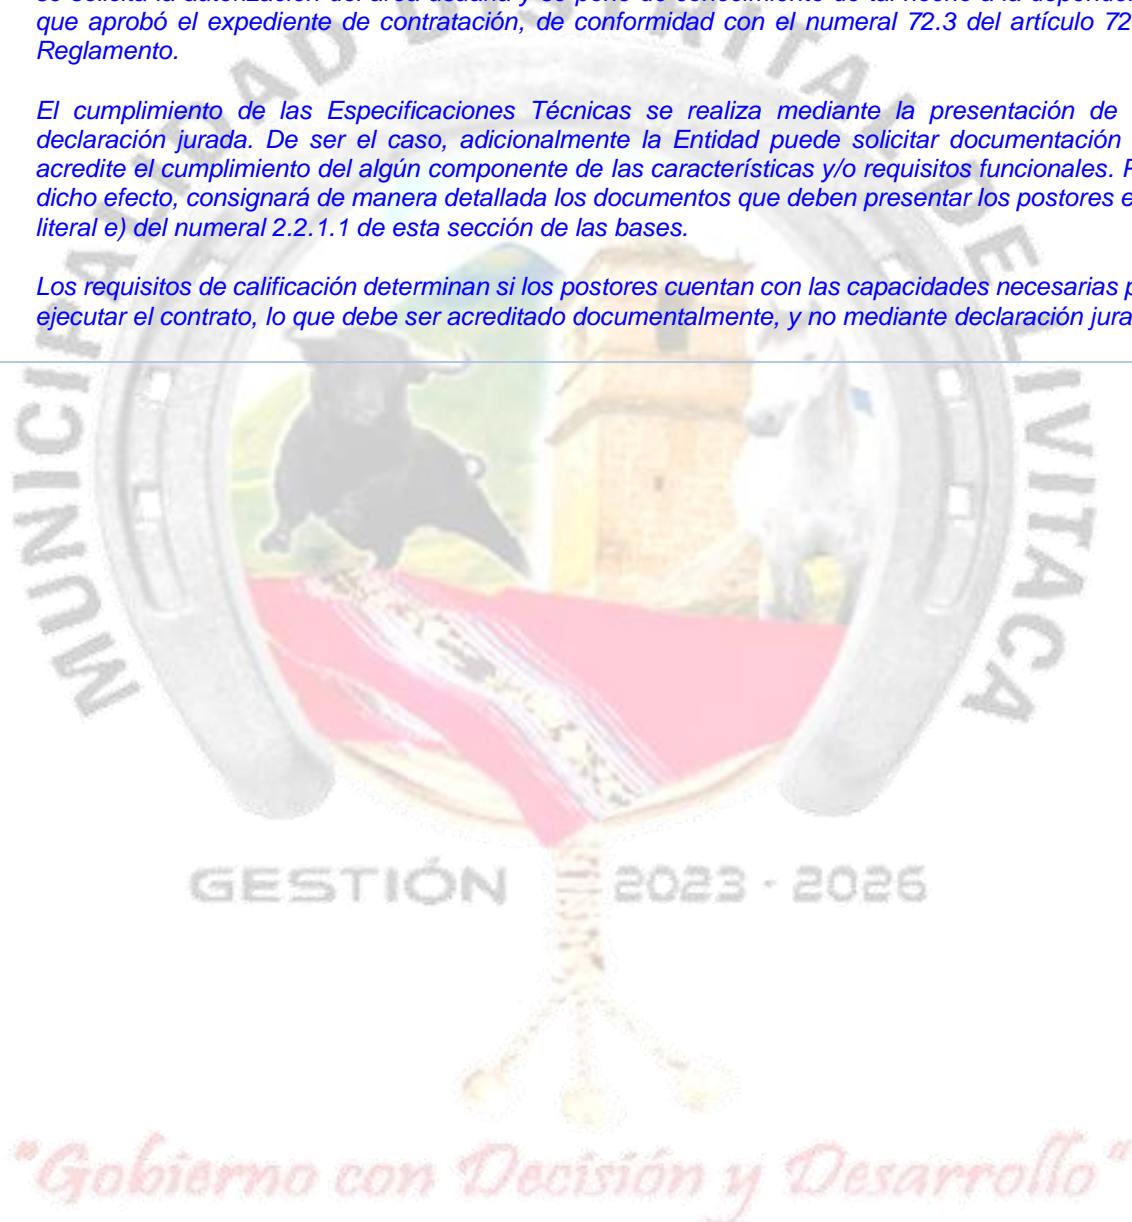 que aprobó el expediente de contratación, de conformidad con el numeral 72.3 del artículo 72
Reglamento.
El cumplimiento de las Especificaciones Técnicas se realiza mediante la presentación de
declaración jurada. De ser el caso, adicionalmente la Entidad puede solicitar documentación
acredite el cumplimiento del algún componente de las características y/o requisitos funcionales. P
dicho efecto, consignará de manera detallada los documentos que deben presentar los postores e
literal e) del numeral 2.2.1.1 de esta sección de las bases.
Los requisitos de calificación determinan si los postores cuentan con las capacidades necesarias p
ejecutar el contrato, lo que debe ser acreditado documentalmente, y no mediante declaración jura
MUNICIPALIDAD DISTRITAL DE LIVITACA
GESTIÓN 2023 - 2026
"Gobierno con Decisión y Desarrollo"